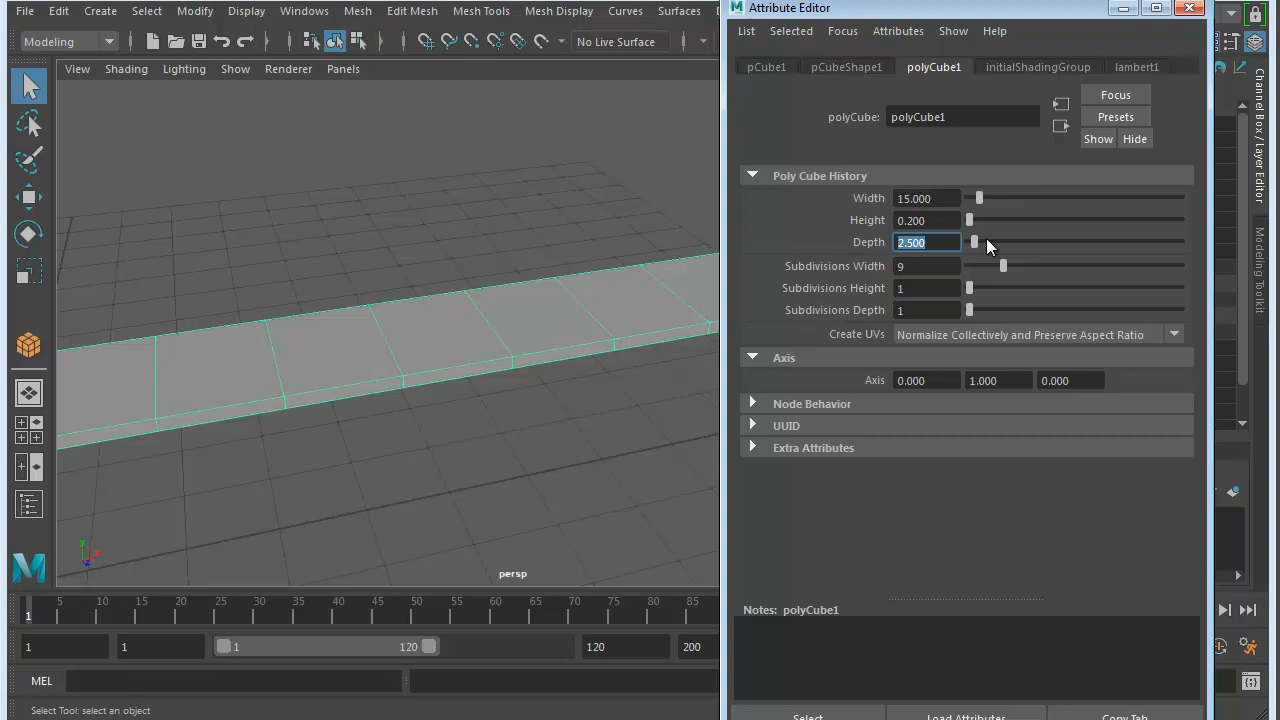 File Edit Create Select Modify Display Windows Mesh Edit Mesh Mesh Tools Mesh Display Curves Surfaces
Modeling
No Live Surface
View Shading Lighting Show Renderer Panels
y
x
z
persp
1 5 10 15 20 25 30 35 40 45 50 55 60 65 70 75 80 85
1 1 1 120 120 200
MEL
Select Tool: select an object
Attribute Editor
List Selected Focus Attributes Show Help
pCube1 pCubeShape1 polyCube1 initialShadingGroup lambert1
polyCube: polyCube1
Focus
Presets
Show Hide
Poly Cube History
Width 15.000
Height 0.200
Depth 2.500
Subdivisions Width 9
Subdivisions Height 1
Subdivisions Depth 1
Create UVs Normalize Collectively and Preserve Aspect Ratio
Axis
Axis 0.000 1.000 0.000
Node Behavior
UUID
Extra Attributes
Notes: polyCube1
Select Load Attributes Copy Tab
Channel Box / Layer Editor
Modeling Toolkit